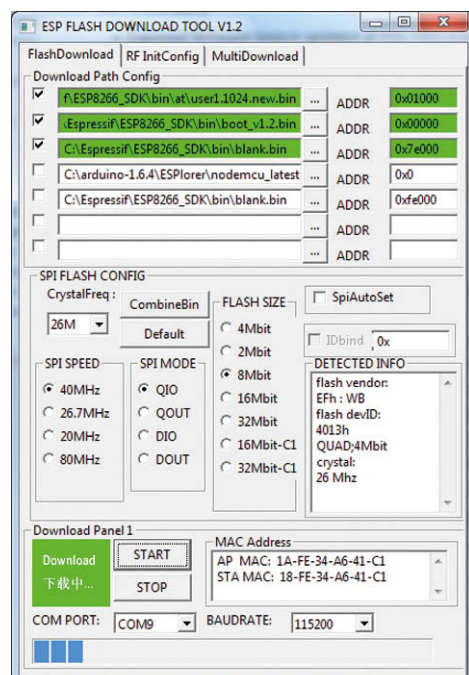 ESP FLASH DOWNLOAD TOOL V1.2
FlashDownload RF InitConfig MultiDownload
Download Path Config
f\ESP8266_SDK\bin\at\user1.1024.new.bin ... ADDR 0x01000
.\Espressif\ESP8266_SDK\bin\boot_v1.2.bin ... ADDR 0x00000
C:\Espressif\ESP8266_SDK\bin\blank.bin ... ADDR 0x7e000
C:\arduino-1.6.4\ESPlorer\nodemcu_latest ... ADDR 0x0
C:\Espressif\ESP8266_SDK\bin\blank.bin ... ADDR 0xfe000
... ADDR
... ADDR
SPI FLASH CONFIG
CrystalFreq :
26M
CombineBin
Default
SPI SPEED
40MHz
26.7MHz
20MHz
80MHz
SPI MODE
QIO
QOUT
DIO
DOUT
FLASH SIZE
4Mbit
2Mbit
8Mbit
16Mbit
32Mbit
16Mbit-C1
32Mbit-C1
SpiAutoSet
IDbind 0x
DETECTED INFO
flash vendor:
EFh : WB
flash devID:
4013h
QUAD;4Mbit
crystal:
26 Mhz
Download Panel 1
Download
下载中...
START
STOP
MAC Address
AP MAC: 1A-FE-34-A6-41-C1
STA MAC: 18-FE-34-A6-41-C1
COM PORT: COM9 BAUDRATE: 115200